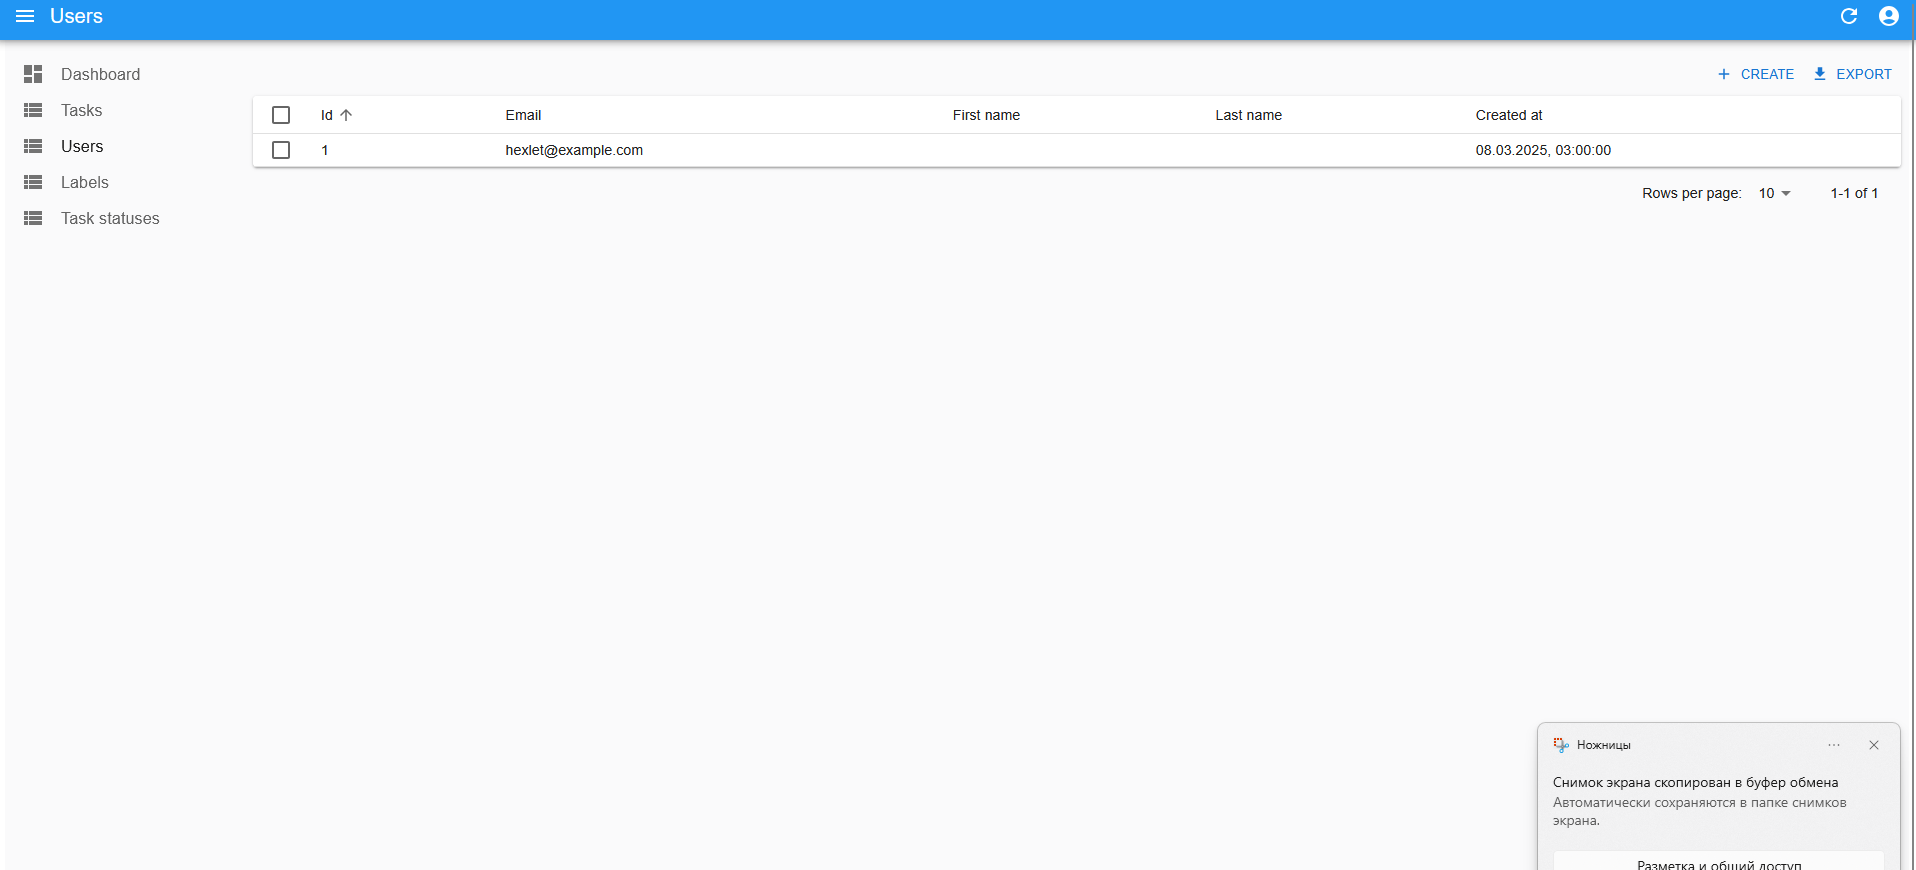 Users
Dashboard
Tasks
Users
Labels
Task statuses
CREATE
EXPORT
Id
Email
First name
Last name
Created at
1
hexlet@example.com
08.03.2025, 03:00:00
Rows per page:
10
1-1 of 1
Ножницы
Снимок экрана скопирован в буфер обмена
Автоматически сохраняются в папке снимков
экрана.
Разметка и общий доступ